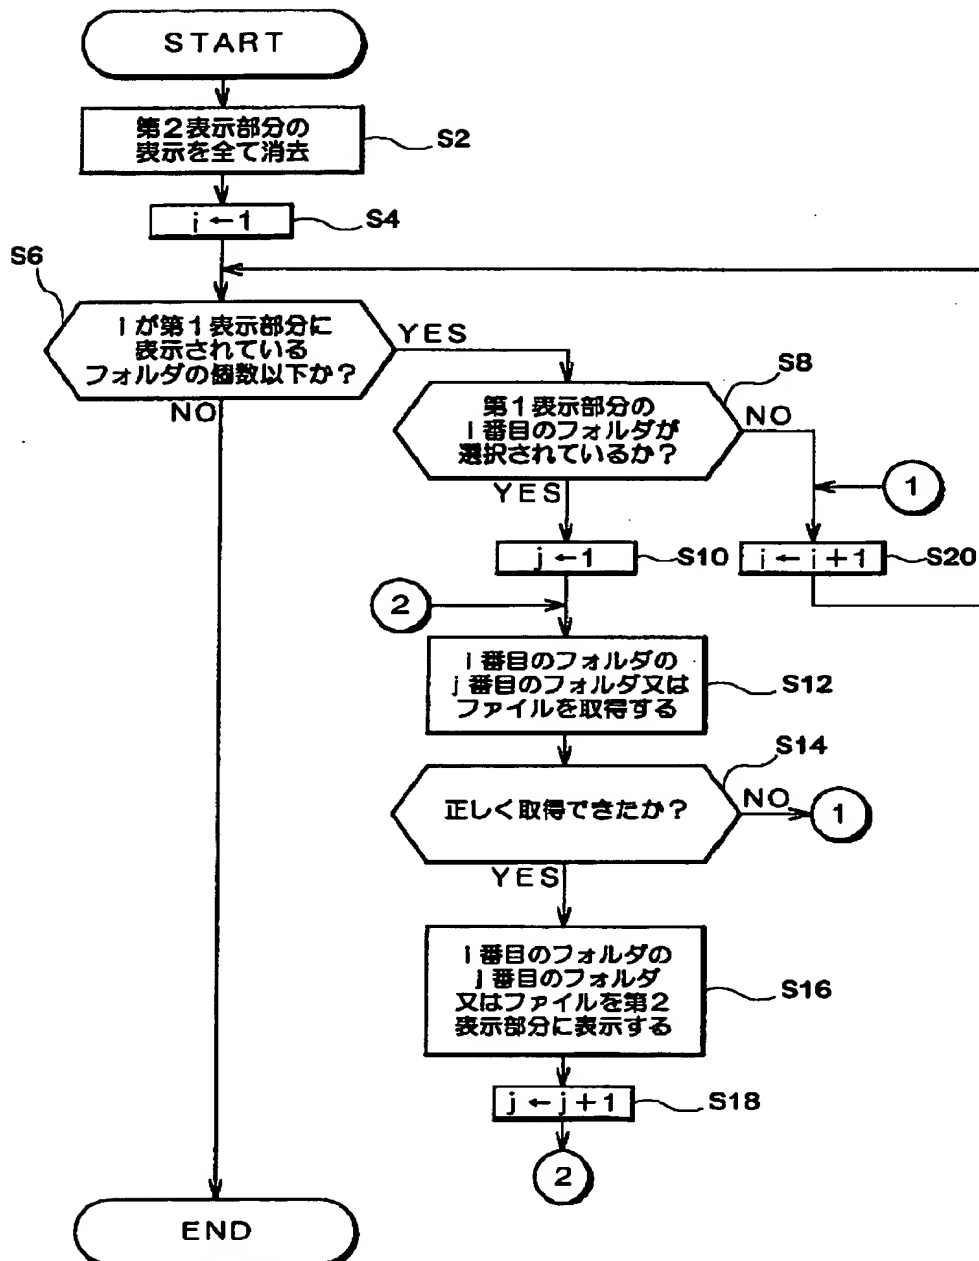 START
第2表示部分の
表示を全て消去
S2
i ← 1
S4
S6
iが第1表示部分に
表示されている
フォルダの個数以下か?
YES
NO
S8
第1表示部分の
i番目のフォルダが
選択されているか?
NO
YES
1
j ← 1
S10
i ← i + 1
S20
2
i番目のフォルダの
j番目のフォルダ又は
ファイルを取得する
S12
S14
正しく取得できたか?
NO
1
YES
i番目のフォルダの
j番目のフォルダ
又はファイルを第2
表示部分に表示する
S16
j ← j + 1
S18
2
END